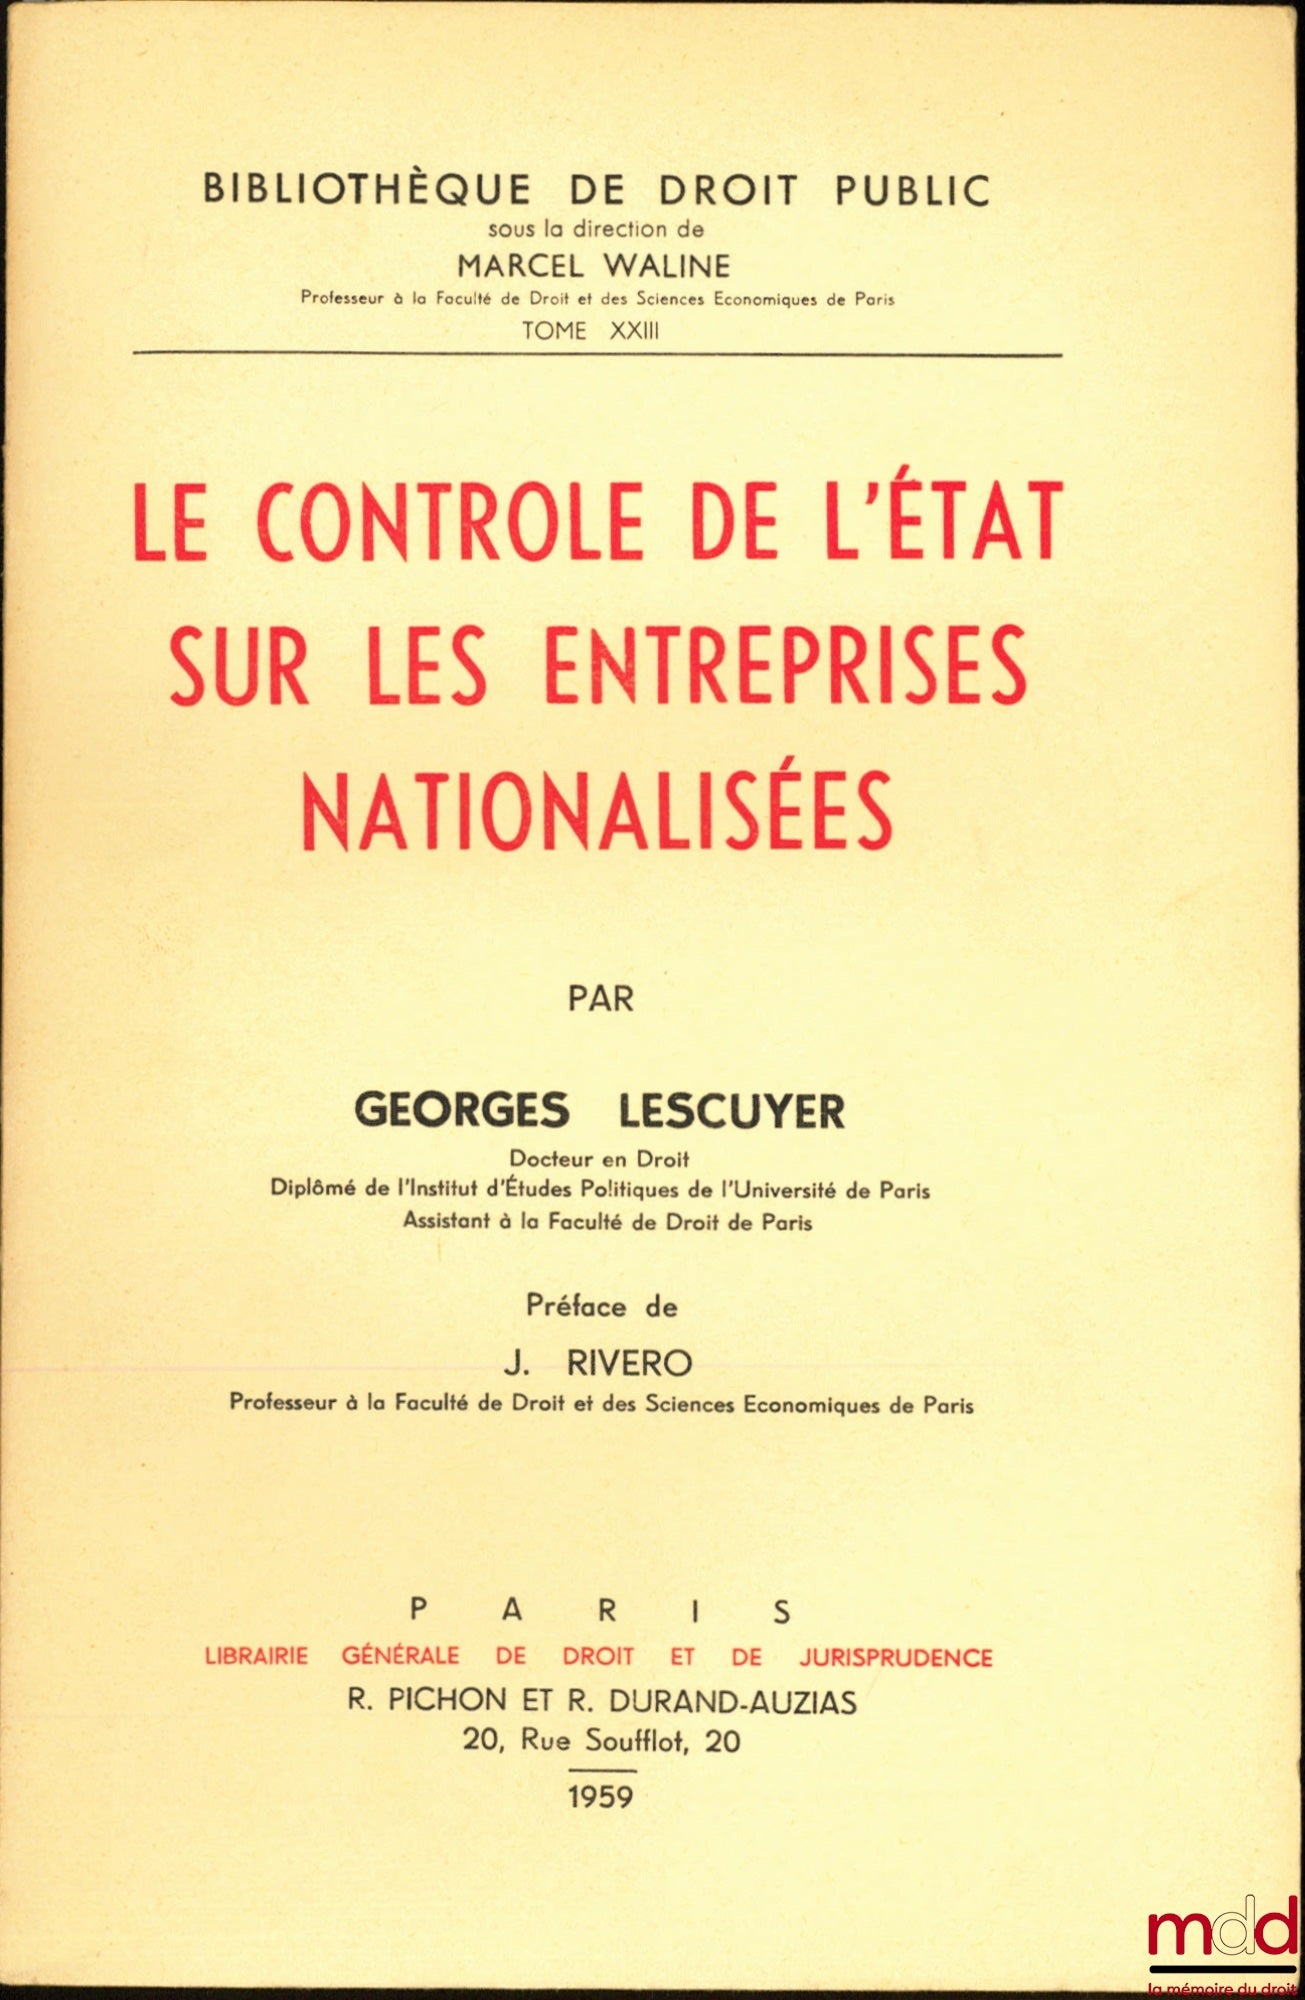 BIBLIOTHÈQUE DE DROIT PUBLIC
sous la direction de
MARCEL WALINE
Professeur à la Faculté de Droit et des Sciences Economiques de Paris
TOME XXIII
LE CONTROLE DE L'ÉTAT
SUR LES ENTREPRISES
NATIONALISÉES
PAR
GEORGES LESCUYER
Docteur en Droit
Diplômé de l'Institut d'Études Politiques de l'Université de Paris
Assistant à la Faculté de Droit de Paris
Préface de
J. RIVERO
Professeur à la Faculté de Droit et des Sciences Economiques de Paris
PARIS
LIBRAIRIE GÉNÉRALE DE DROIT ET DE JURISPRUDENCE
R. PICHON ET R. DURAND-AUZIAS
20, Rue Soufflot, 20
1959
mdd
la mémoire du droit